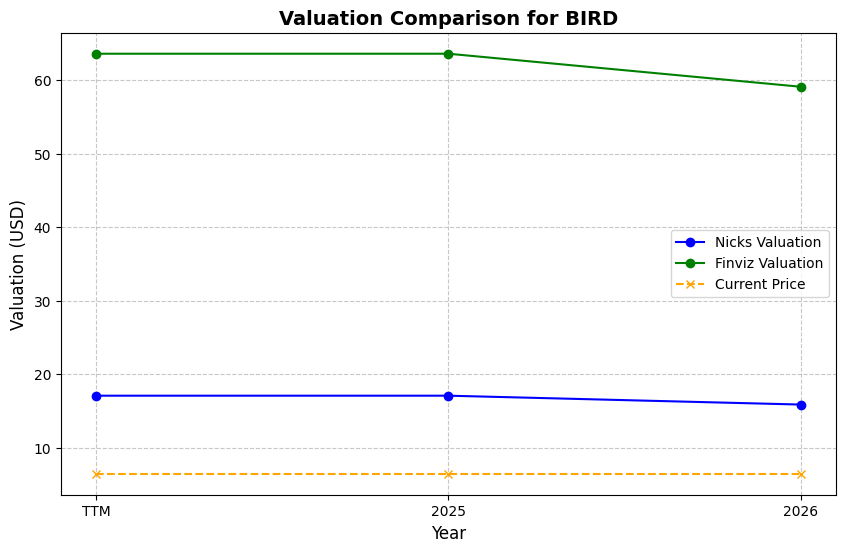 Valuation Comparison for BIRD
Valuation (USD)
60
50
40
30
20
10
Nicks Valuation
Finviz Valuation
Current Price
TTM
2025
2026
Year